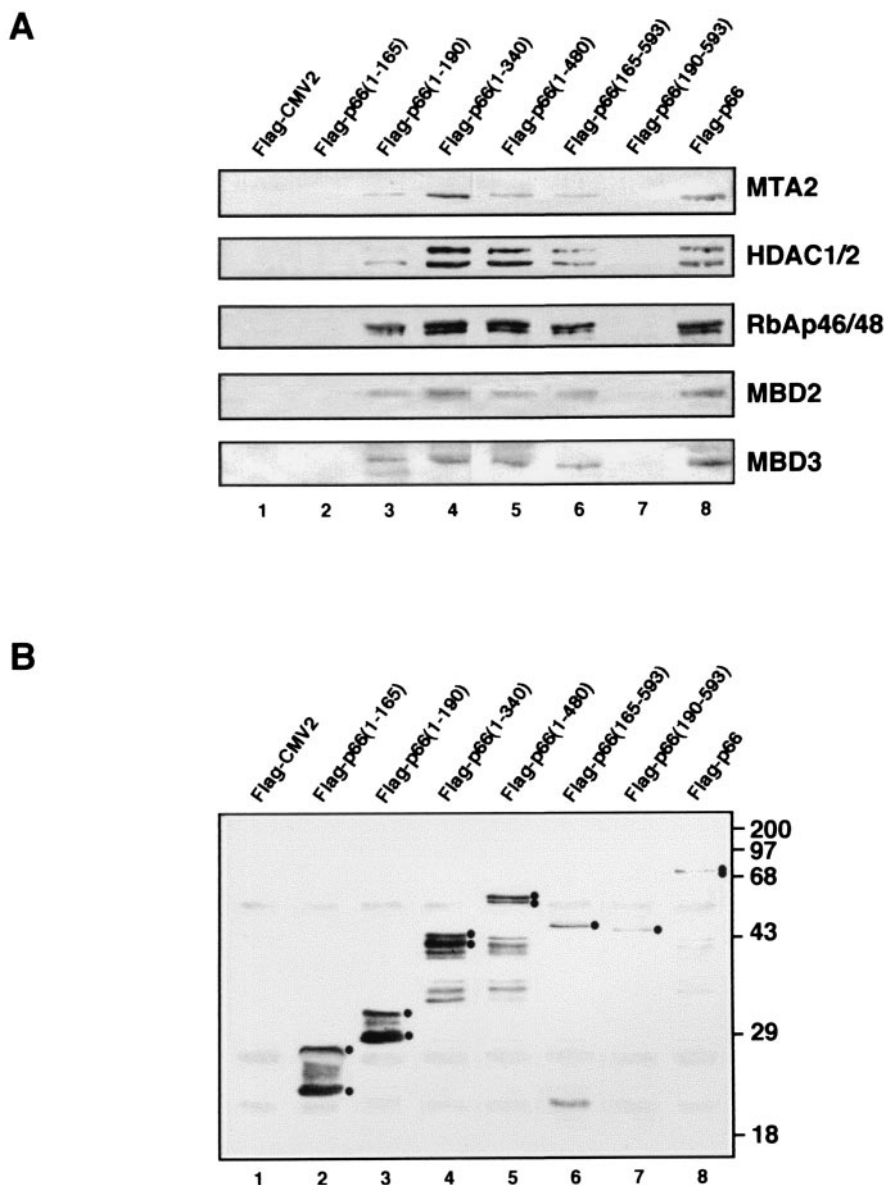 A
Flag-CMV2
Flag-p66(1-165)
Flag-p66(1-190)
Flag-p66(1-340)
Flag-p66(1-480)
Flag-p66(165-593)
Flag-p66(190-593)
Flag-p66
MTA2
HDAC1/2
RbAp46/48
MBD2
MBD3
1 2 3 4 5 6 7 8
B
Flag-CMV2
Flag-p66(1-165)
Flag-p66(1-190)
Flag-p66(1-340)
Flag-p66(1-480)
Flag-p66(165-593)
Flag-p66(190-593)
Flag-p66
200
97
68
43
29
18
1 2 3 4 5 6 7 8